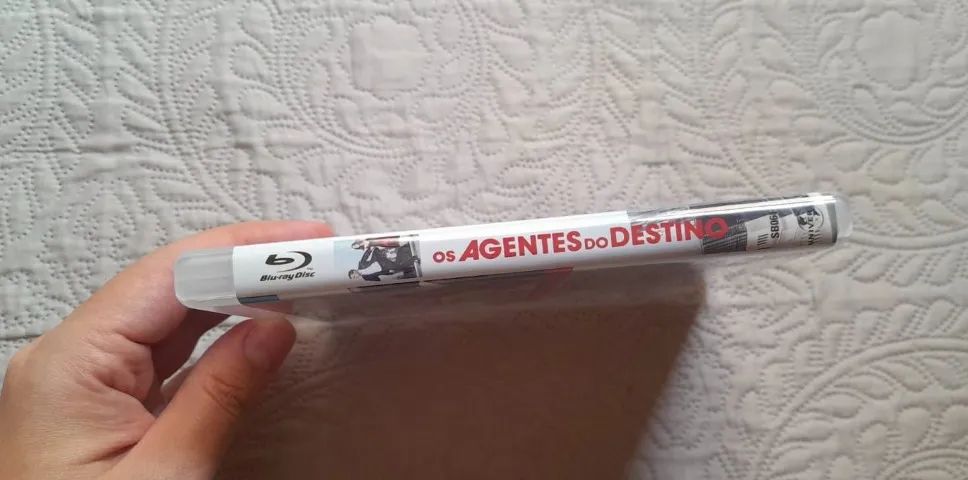 Blu-ray Disc
OS AGENTES DO DESTINO